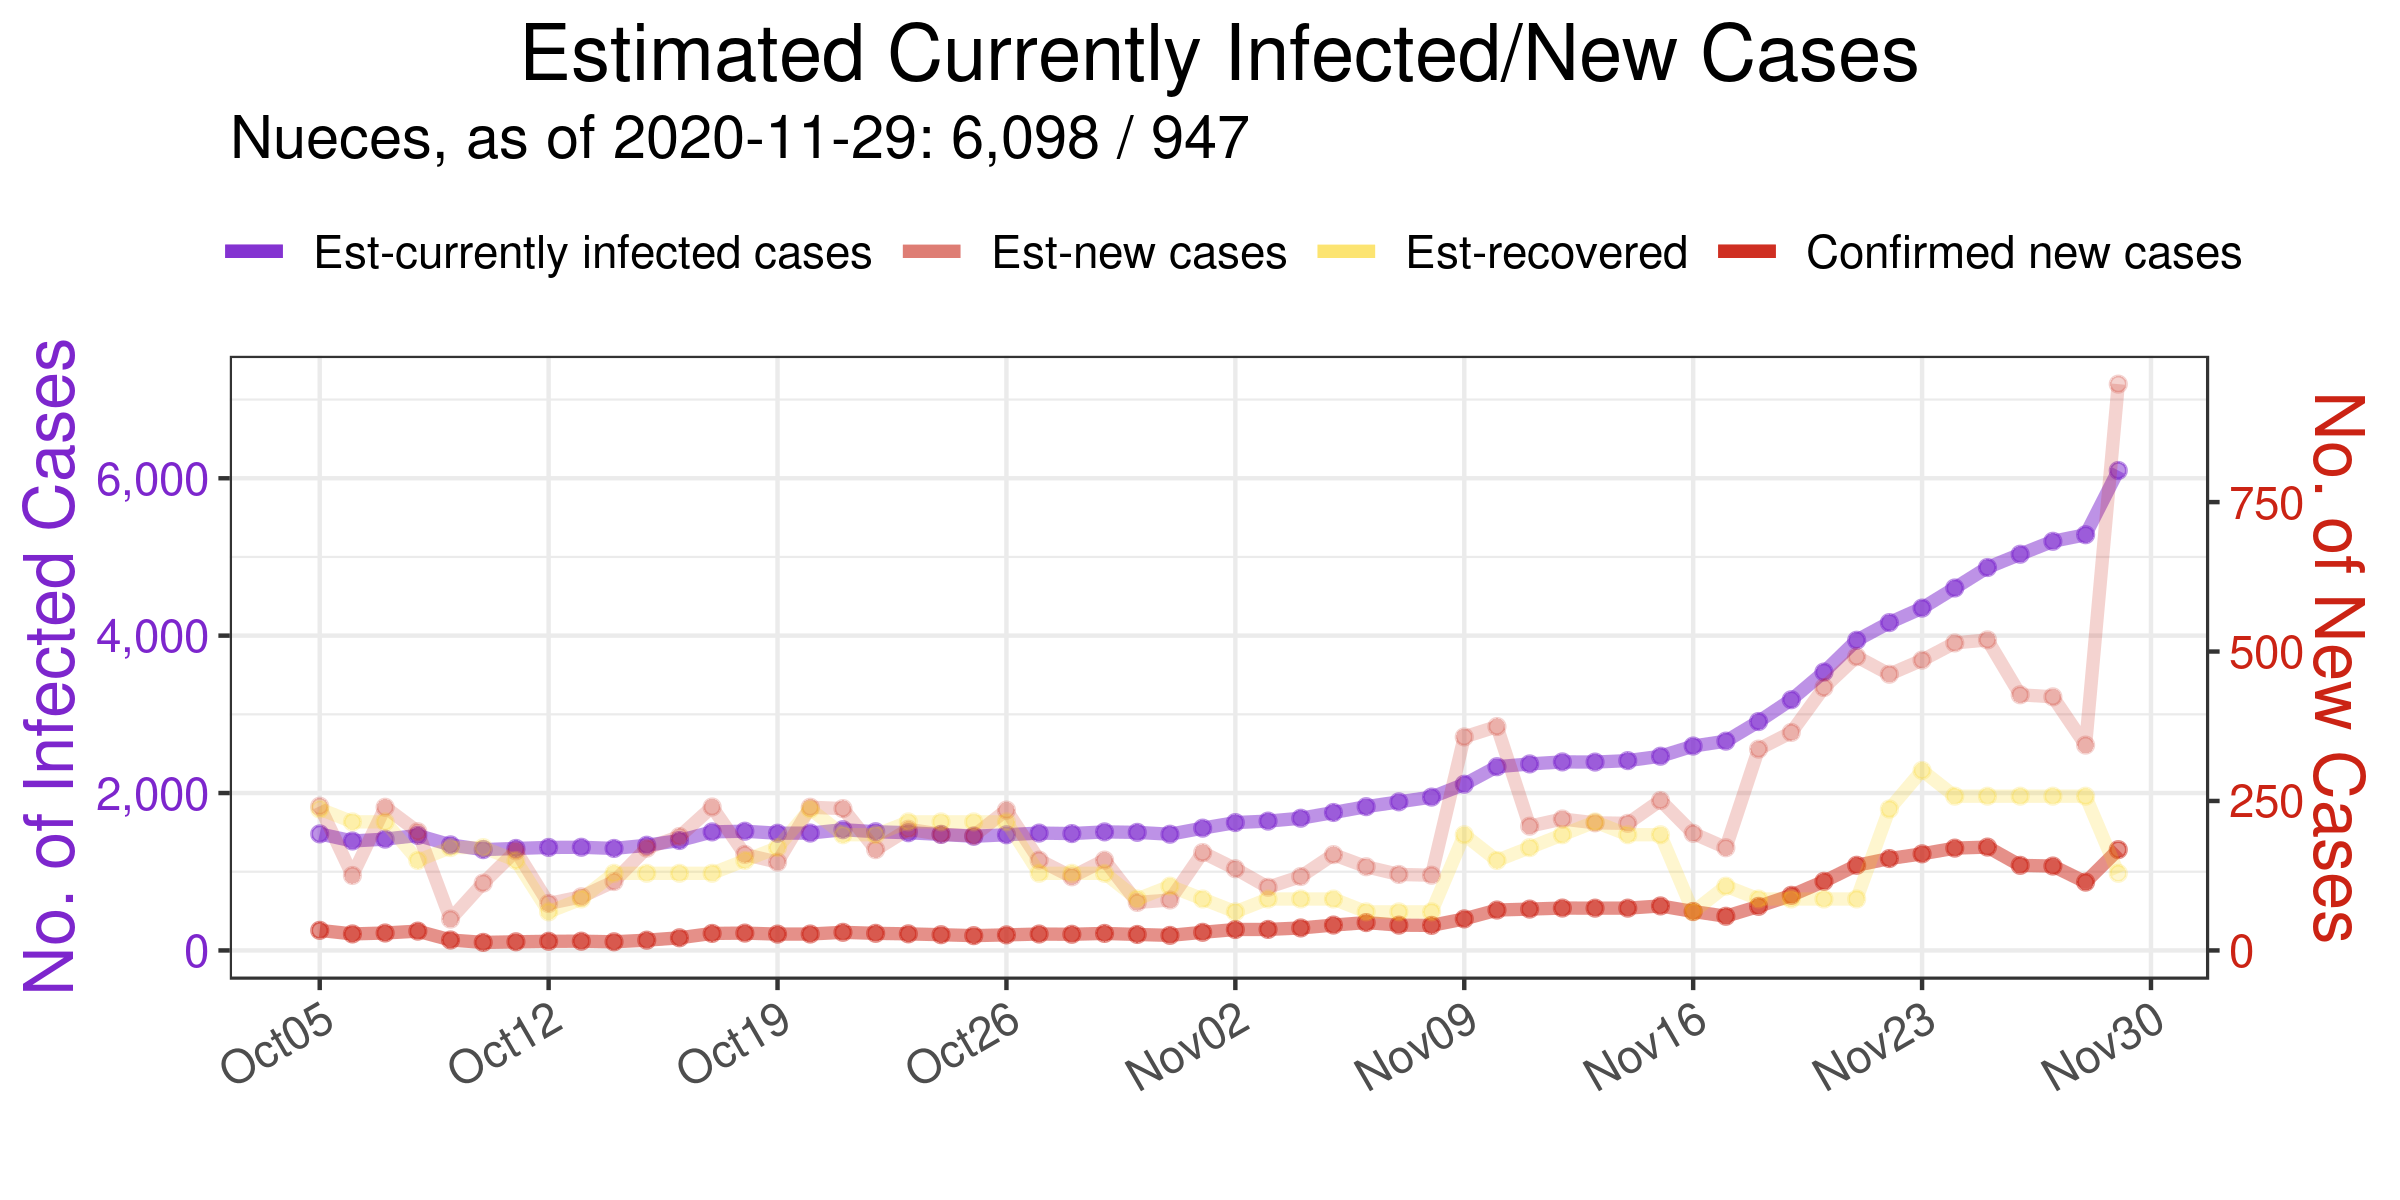 Estimated Currently Infected/New Cases
Nueces, as of 2020-11-29: 6,098 / 947
Est-currently infected cases Est-new cases Est-recovered Confirmed new cases
No. of Infected Cases
6,000
4,000
2,000
0
750
500
250
0
No. of New Cases
Oct05 Oct12 Oct19 Oct26 Nov02 Nov09 Nov16 Nov23 Nov30